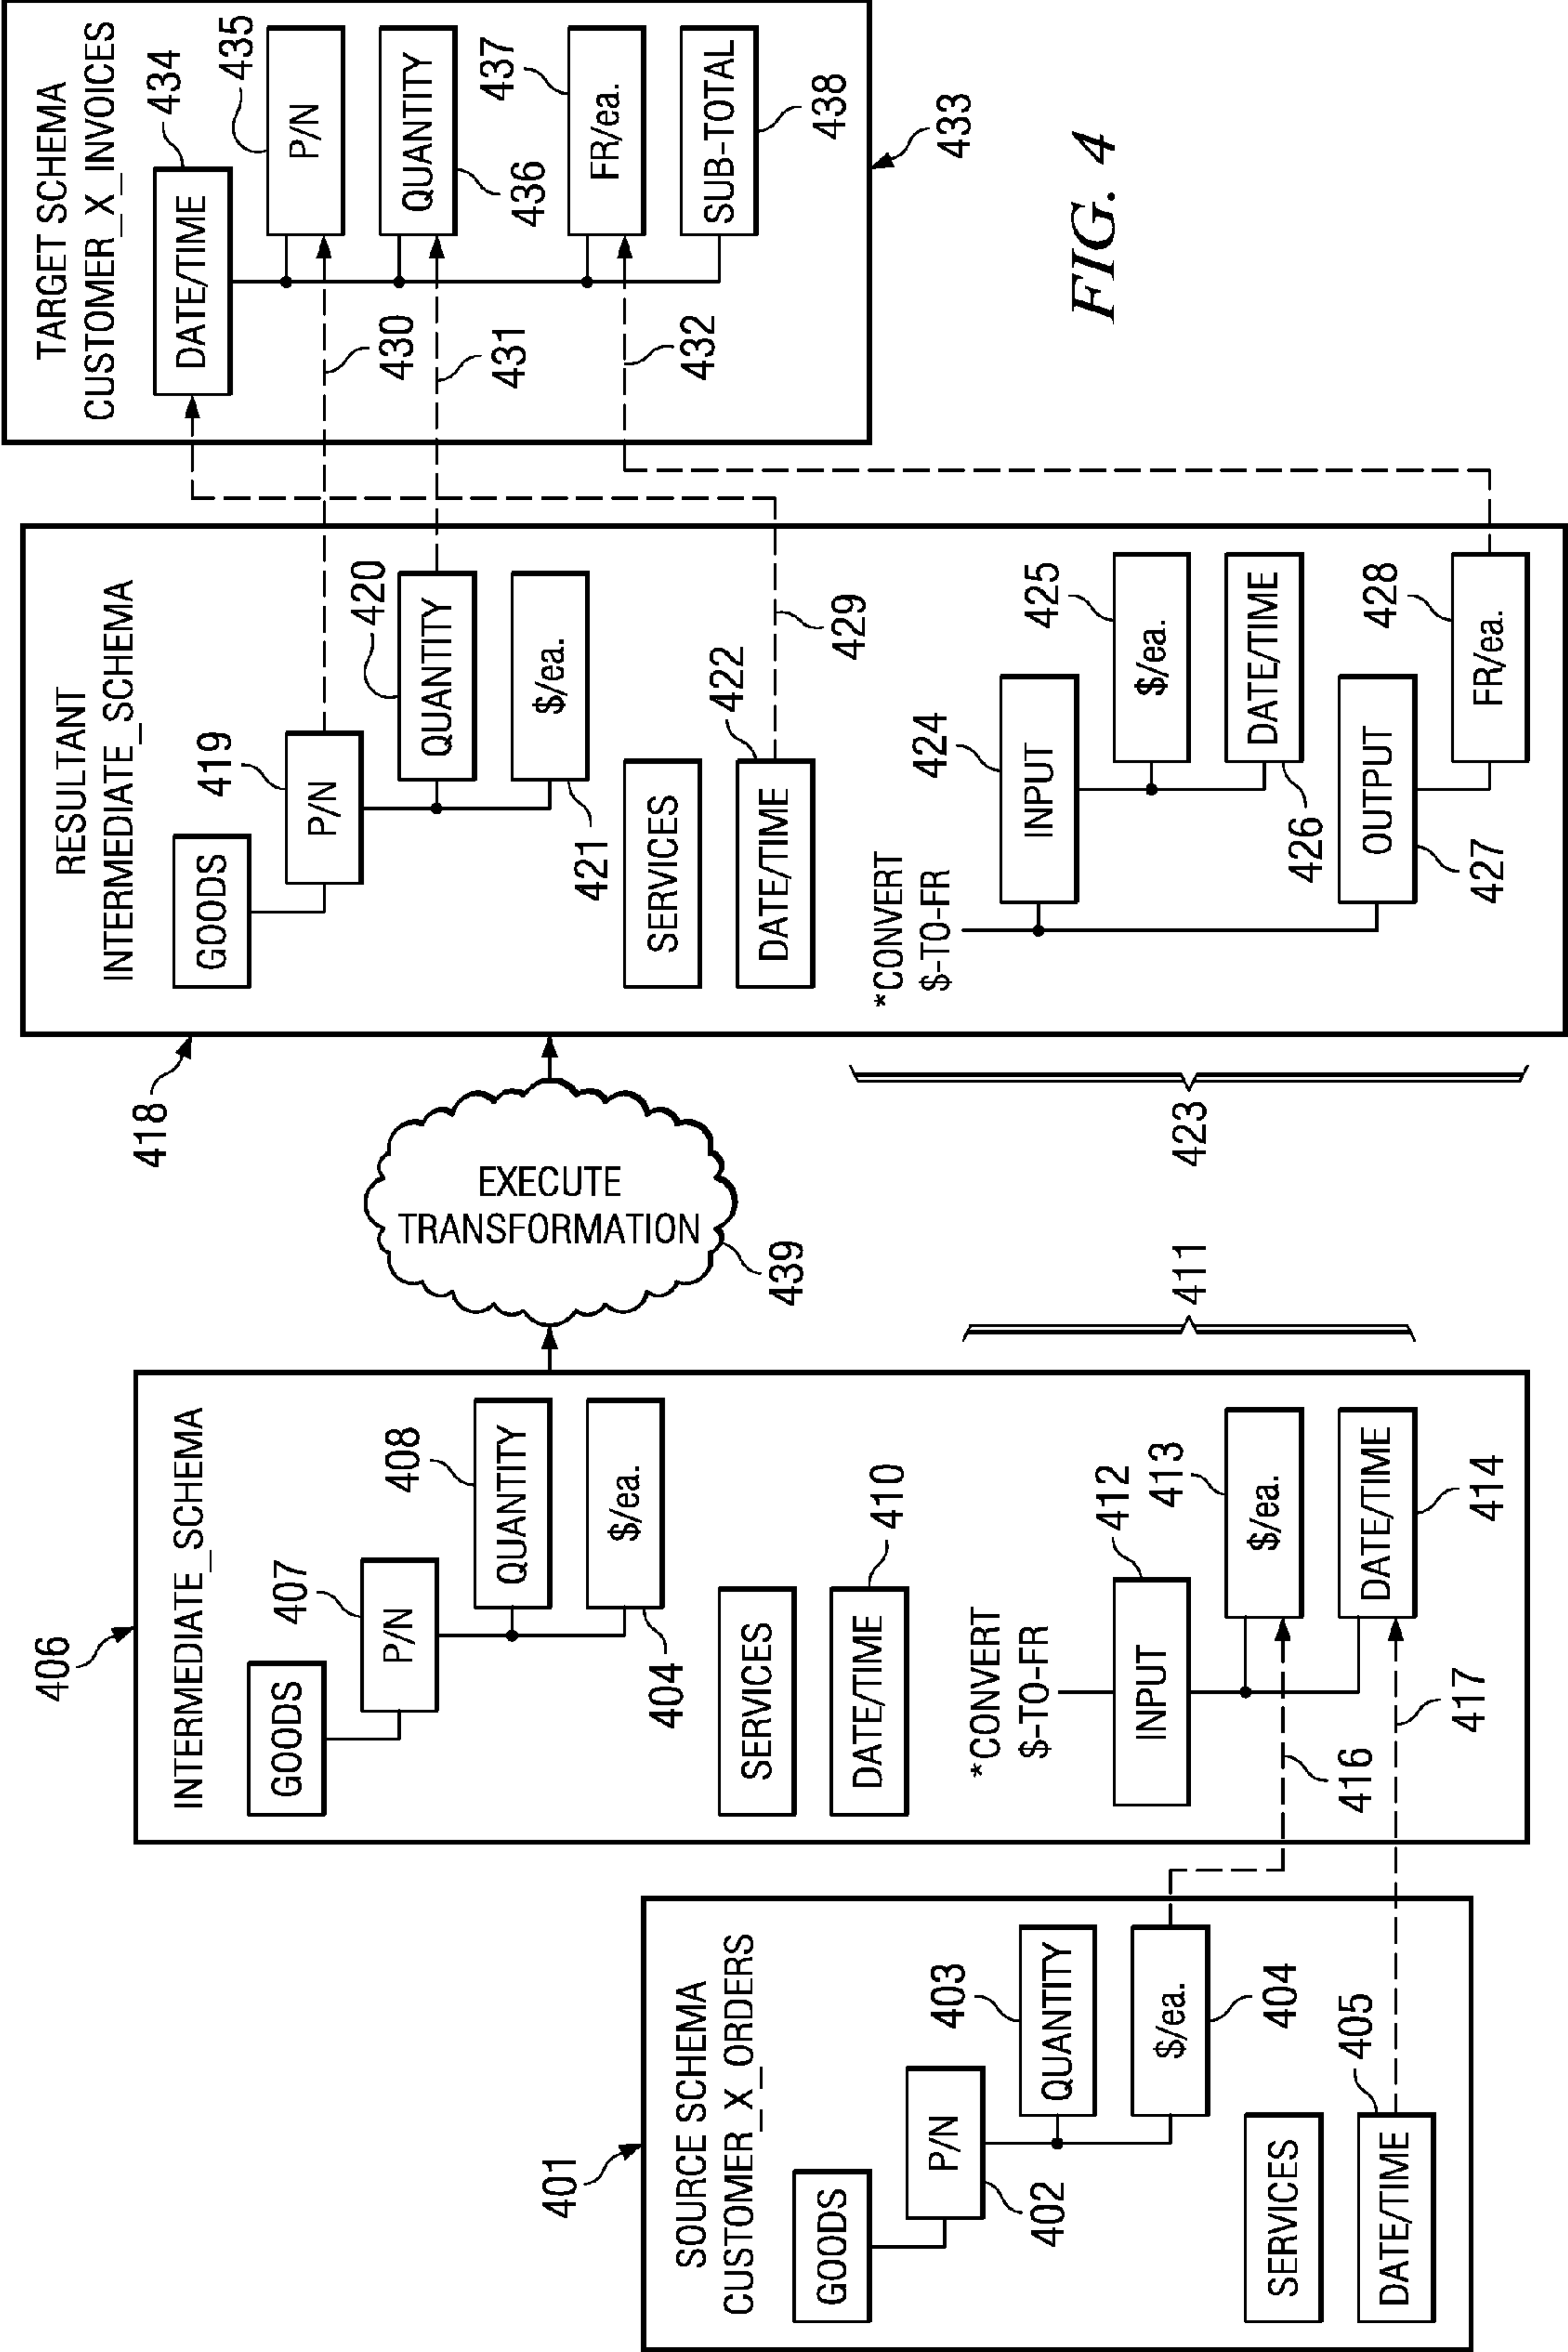 SOURCE SCHEMA
CUSTOMER_X_ORDERS
401
GOODS
P/N
402
QUANTITY
403
$/ea.
404
SERVICES
DATE/TIME
405
406
INTERMEDIATE_SCHEMA
GOODS
P/N
407
QUANTITY
408
$/ea.
404
SERVICES
DATE/TIME
410
*CONVERT
$-TO-FR
INPUT
412
$/ea.
413
DATE/TIME
414
416
417
411
EXECUTE
TRANSFORMATION
439
418
RESULTANT
INTERMEDIATE_SCHEMA
GOODS
P/N
419
QUANTITY
420
$/ea.
421
SERVICES
DATE/TIME
422
*CONVERT
$-TO-FR
INPUT
424
$/ea.
425
DATE/TIME
426
OUTPUT
427
FR/ea.
428
423
429
430
431
432
TARGET SCHEMA
CUSTOMER_X_INVOICES
DATE/TIME
434
P/N
435
QUANTITY
436
FR/ea.
437
SUB-TOTAL
438
433
FIG. 4